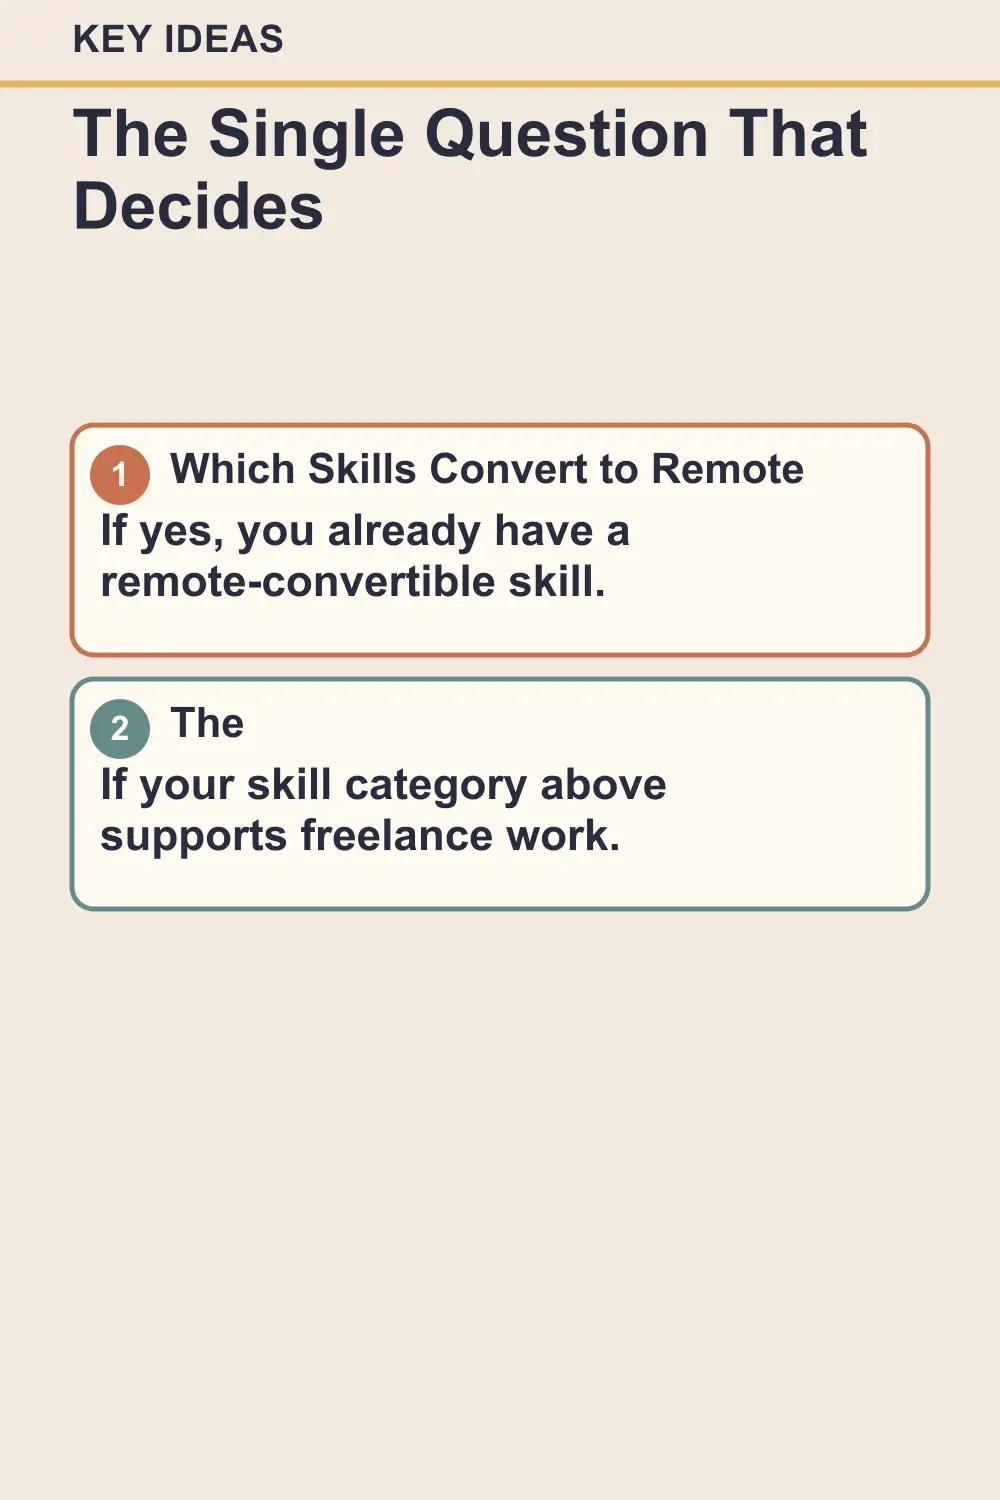 KEY IDEAS
The Single Question That
Decides
1 Which Skills Convert to Remote
If yes, you already have a
remote-convertible skill.
2 The
If your skill category above
supports freelance work.